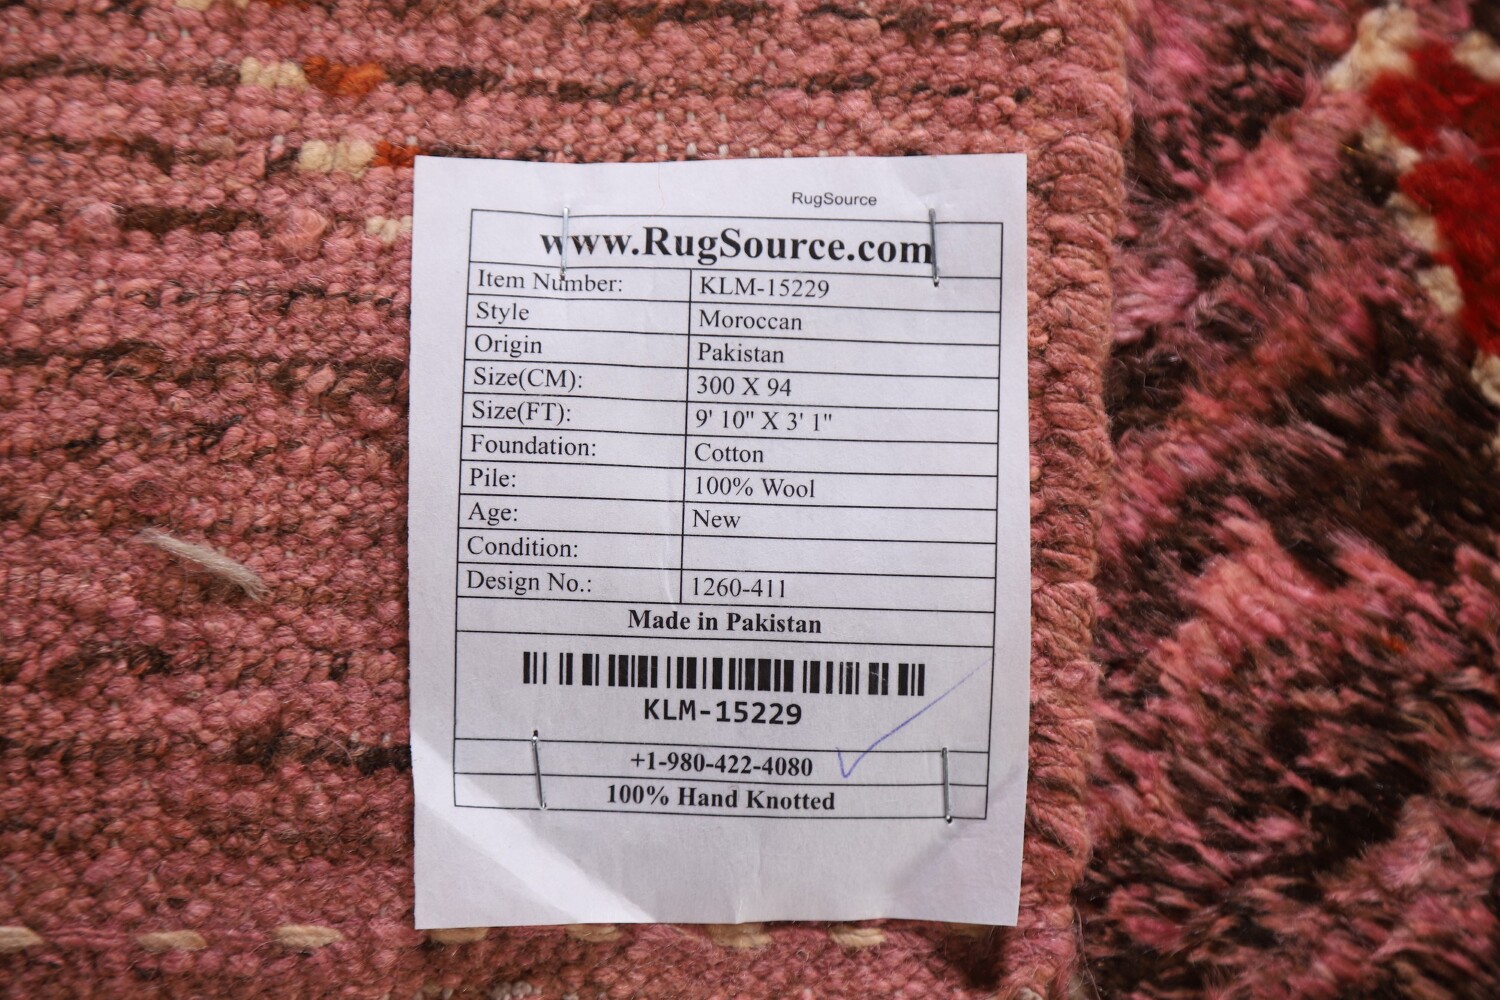 RugSource
www.RugSource.com
Item Number: KLM-15229
Style Moroccan
Origin Pakistan
Size(CM): 300 X 94
Size(FT): 9' 10" X 3' 1"
Foundation: Cotton
Pile: 100% Wool
Age: New
Condition:
Design No.: 1260-411
Made in Pakistan
KLM-15229
+1-980-422-4080
100% Hand Knotted